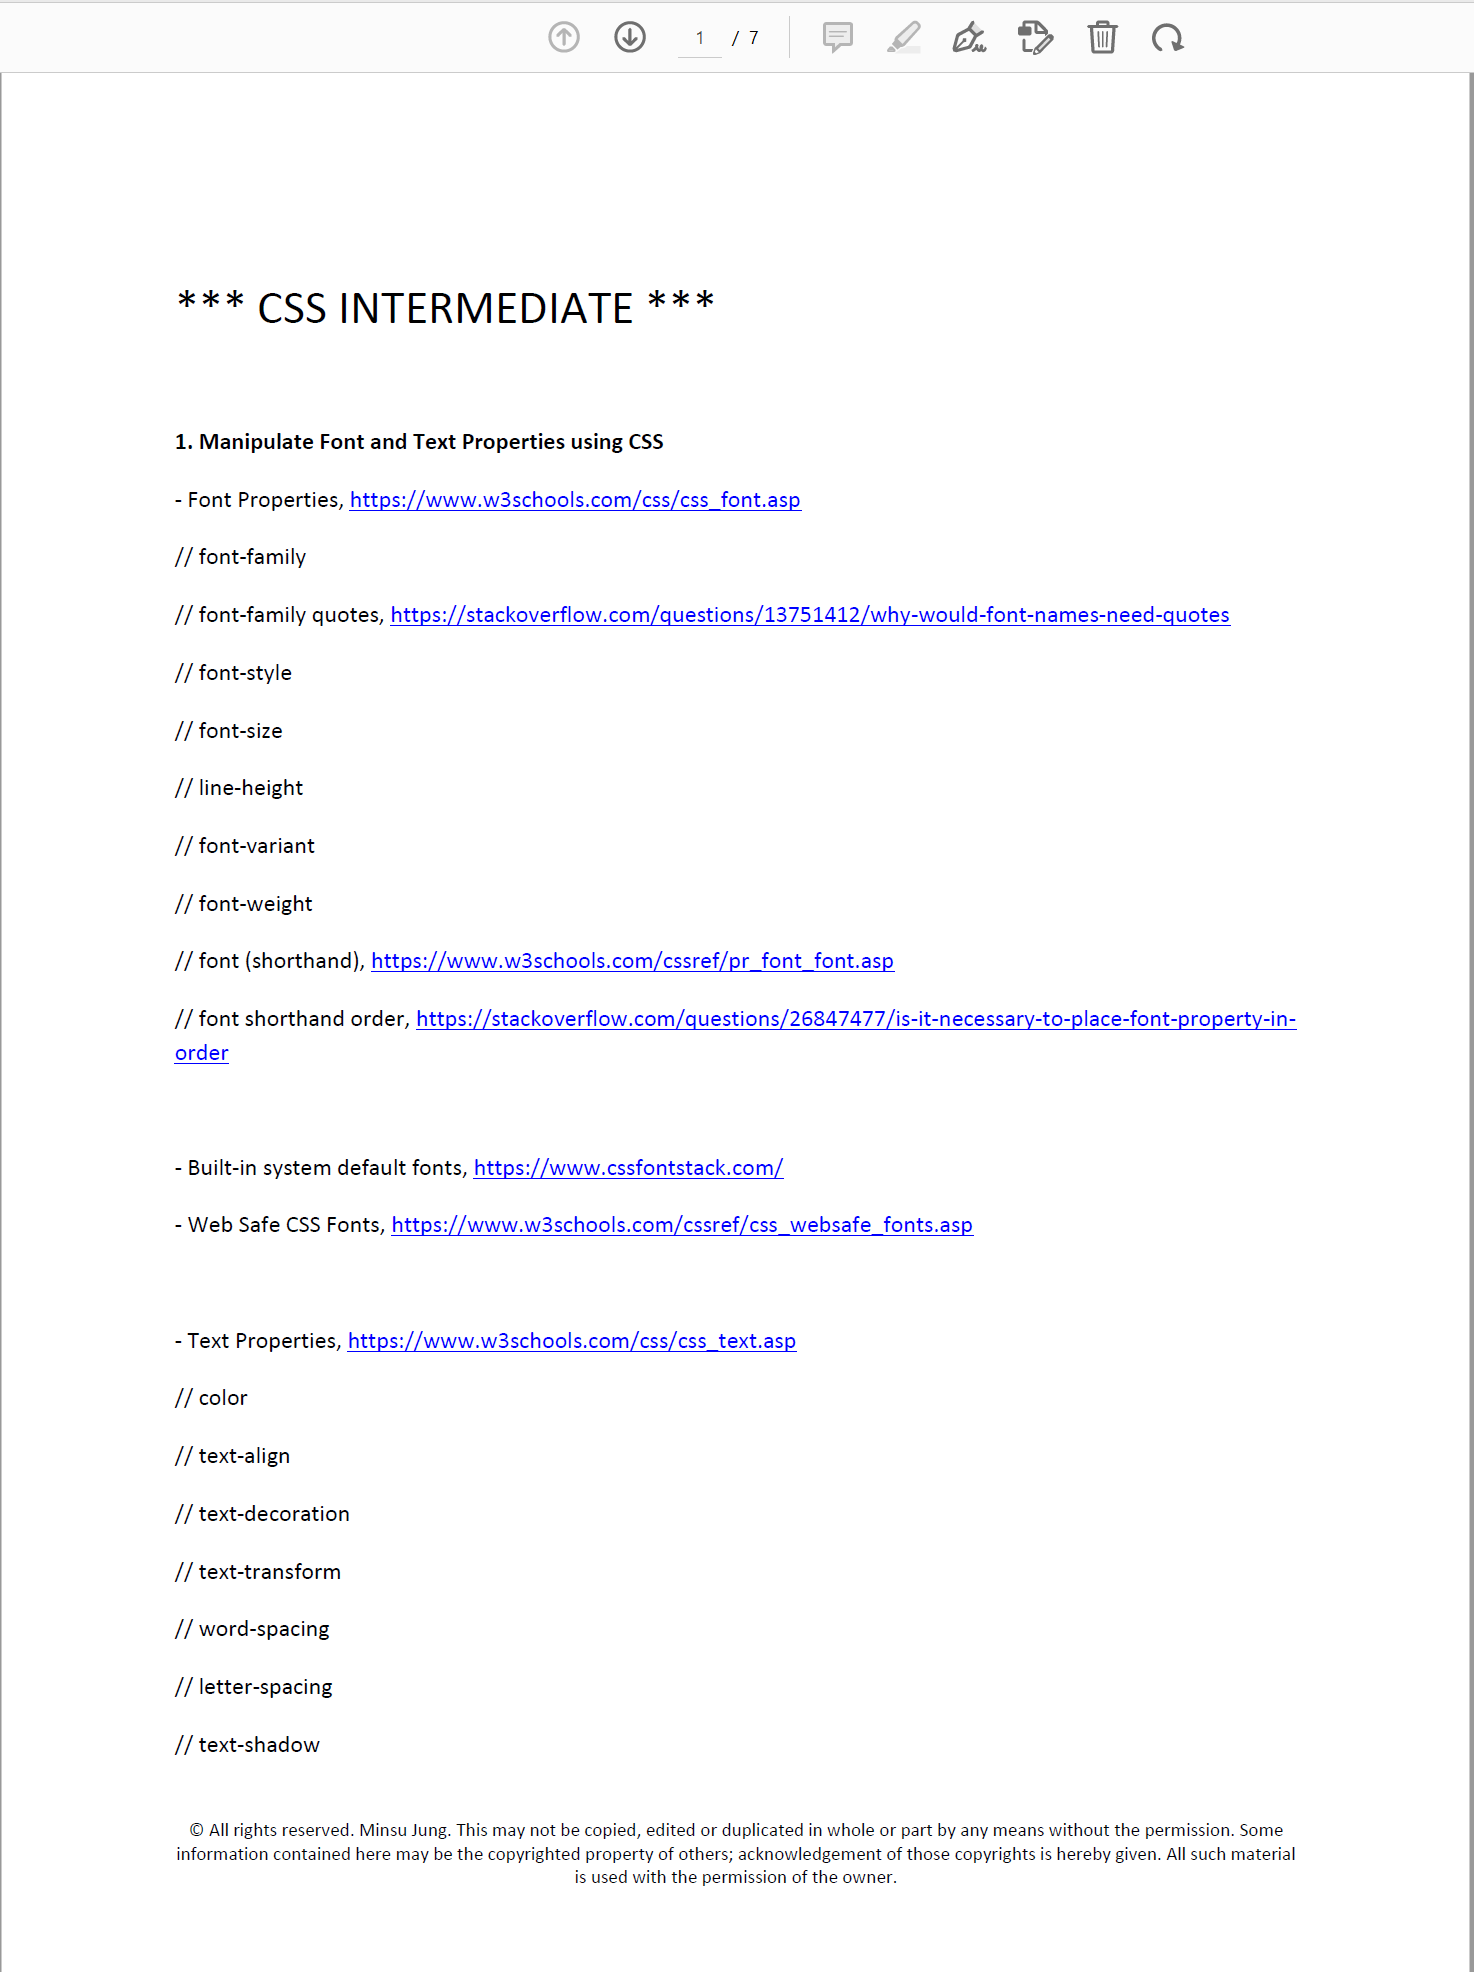 1 / 7
*** CSS INTERMEDIATE ***
1. Manipulate Font and Text Properties using CSS
- Font Properties, https://www.w3schools.com/css/css_font.asp
// font-family
// font-family quotes, https://stackoverflow.com/questions/13751412/why-would-font-names-need-quotes
// font-style
// font-size
// line-height
// font-variant
// font-weight
// font (shorthand), https://www.w3schools.com/cssref/pr_font_font.asp
// font shorthand order, https://stackoverflow.com/questions/26847477/is-it-necessary-to-place-font-property-in-
order
- Built-in system default fonts, https://www.cssfontstack.com/
- Web Safe CSS Fonts, https://www.w3schools.com/cssref/css_websafe_fonts.asp
- Text Properties, https://www.w3schools.com/css/css_text.asp
// color
// text-align
// text-decoration
// text-transform
// word-spacing
// letter-spacing
// text-shadow
© All rights reserved. Minsu Jung. This may not be copied, edited or duplicated in whole or part by any means without the permission. Some
information contained here may be the copyrighted property of others; acknowledgement of those copyrights is hereby given. All such material
is used with the permission of the owner.